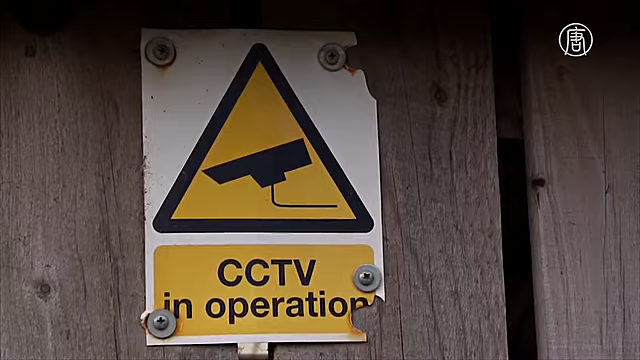 唐
CCTV
in operation